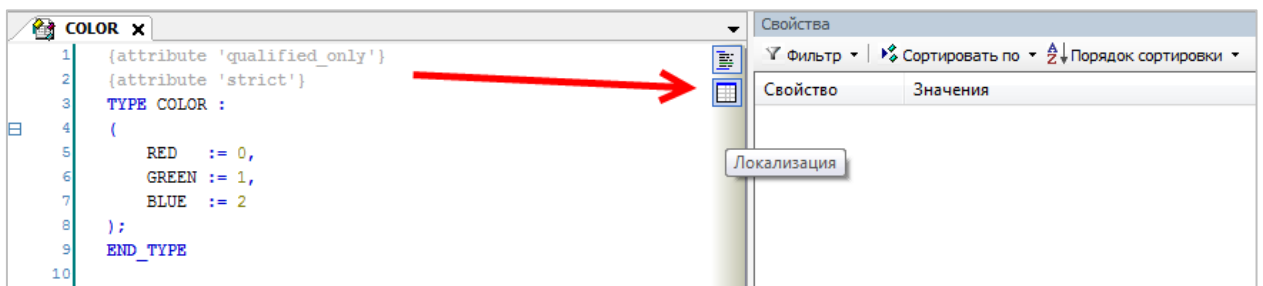 COLOR x
1 {attribute 'qualified_only'}
2 {attribute 'strict'}
3 TYPE COLOR :
4 (
5 RED := 0,
6 GREEN := 1,
7 BLUE := 2
8 );
9 END_TYPE
10
Свойства
Фильтр Сортировать по Порядок сортировки
Свойство Значения
Локализация